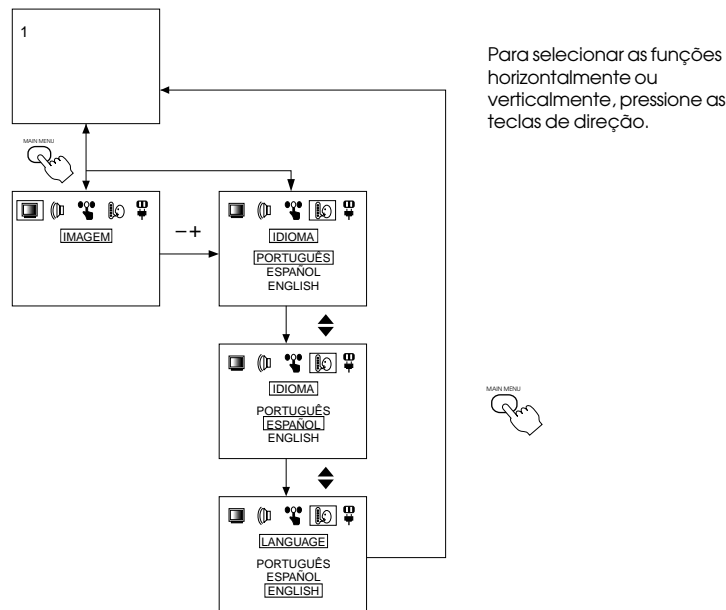 1
Para selecionar as funções
horizontalmente ou
verticalmente, pressione as
teclas de direção.
MAIN MENU
IMAGEM
–+
IDIOMA
PORTUGUÊS
ESPAÑOL
ENGLISH
IDIOMA
PORTUGUÊS
ESPAÑOL
ENGLISH
MAIN MENU
LANGUAGE
PORTUGUÊS
ESPAÑOL
ENGLISH